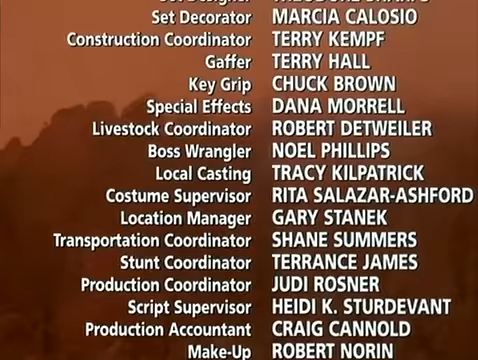 Set Decorator MARCIA CALOSIO
Construction Coordinator TERRY KEMPF
Gaffer TERRY HALL
Key Grip CHUCK BROWN
Special Effects DANA MORRELL
Livestock Coordinator ROBERT DETWEILER
Boss Wrangler NOEL PHILLIPS
Local Casting TRACY KILPATRICK
Costume Supervisor RITA SALAZAR-ASHFORD
Location Manager GARY STANEK
Transportation Coordinator SHANE SUMMERS
Stunt Coordinator TERRANCE JAMES
Production Coordinator JUDI ROSNER
Script Supervisor HEIDI K. STURDEVANT
Production Accountant CRAIG CANNOLD
Make-Up ROBERT NORIN